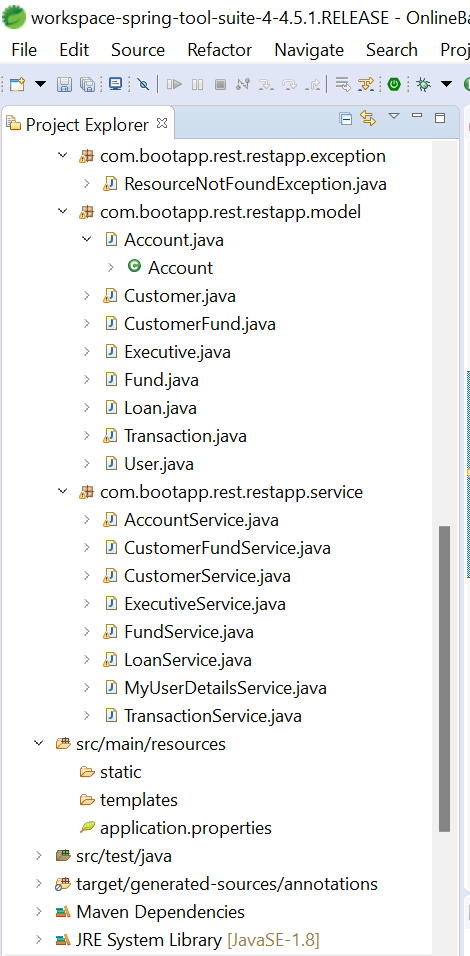 workspace-spring-tool-suite-4-4.5.1.RELEASE - OnlineBa
File Edit Source Refactor Navigate Search Proj
Project Explorer
com.bootapp.rest.restapp.exception
ResourceNotFoundException.java
com.bootapp.rest.restapp.model
Account.java
Account
Customer.java
CustomerFund.java
Executive.java
Fund.java
Loan.java
Transaction.java
User.java
com.bootapp.rest.restapp.service
AccountService.java
CustomerFundService.java
CustomerService.java
ExecutiveService.java
FundService.java
LoanService.java
MyUserDetailsService.java
TransactionService.java
src/main/resources
static
templates
application.properties
src/test/java
target/generated-sources/annotations
Maven Dependencies
JRE System Library [JavaSE-1.8]